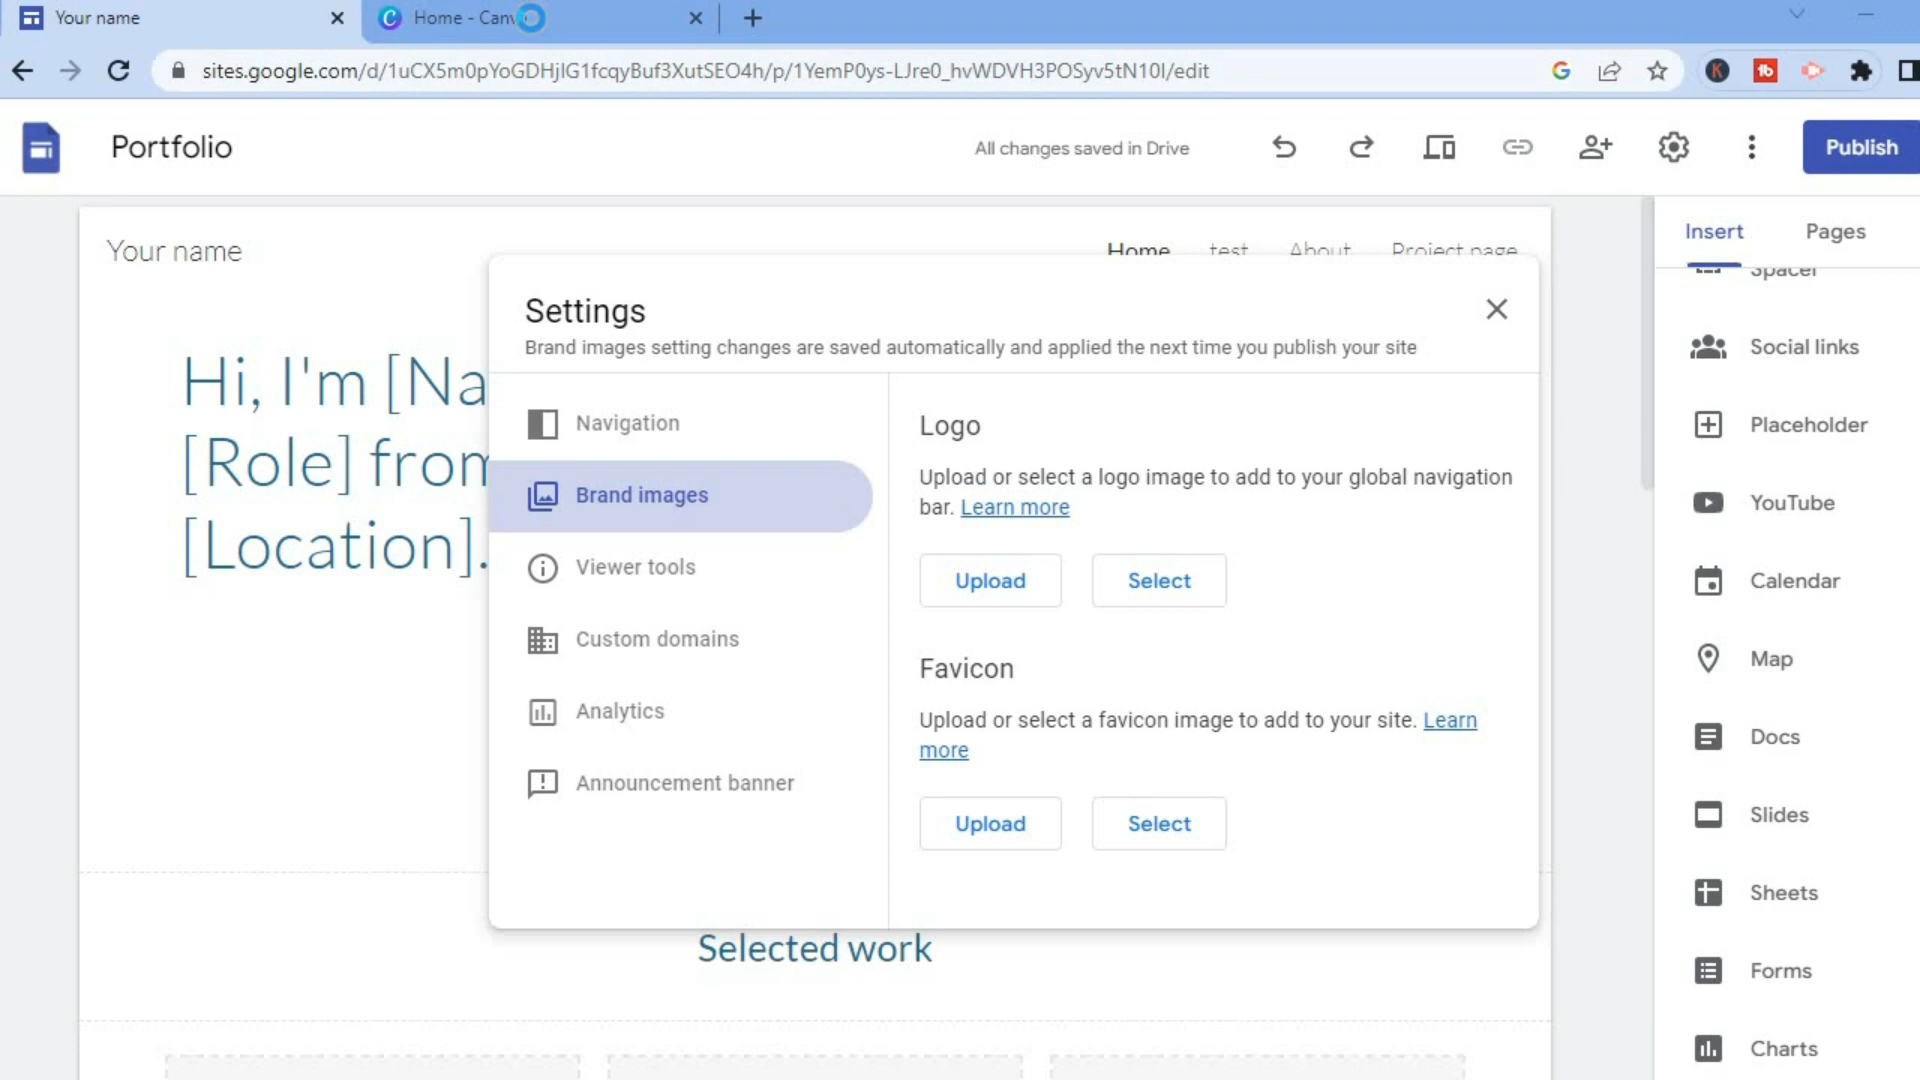 Your name
Home - Canv
sites.google.com/d/1uCX5m0pYoGDHjIG1fcqyBuf3XutSEO4h/p/1YemP0ys-LJre0_hvWDVH3POSyv5tN10I/edit
Portfolio
All changes saved in Drive
Publish
Insert
Pages
Your name
Home
test
About
Project page
Spacer
Settings
Brand images setting changes are saved automatically and applied the next time you publish your site
Hi, I'm [Na
[Role] from
[Location].
Navigation
Brand images
Viewer tools
Custom domains
Analytics
Announcement banner
Logo
Upload or select a logo image to add to your global navigation
bar. Learn more
Upload
Select
Favicon
Upload or select a favicon image to add to your site. Learn
more
Upload
Select
Selected work
Social links
Placeholder
YouTube
Calendar
Map
Docs
Slides
Sheets
Forms
Charts